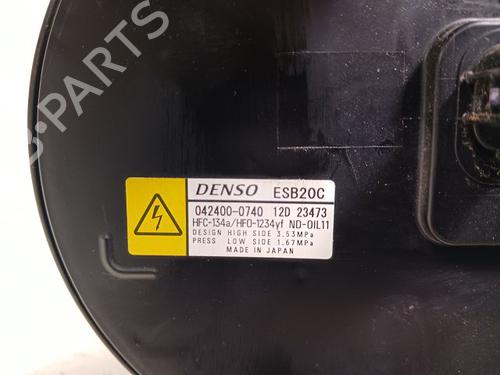 B-PARTS
DENSO ESB20C
042400-0740 12D 23473
HFC-134a/HFO-1234yf ND-OIL11
DESIGN HIGH SIDE 3.53MPa
PRESS LOW SIDE 1.67MPa
MADE IN JAPAN